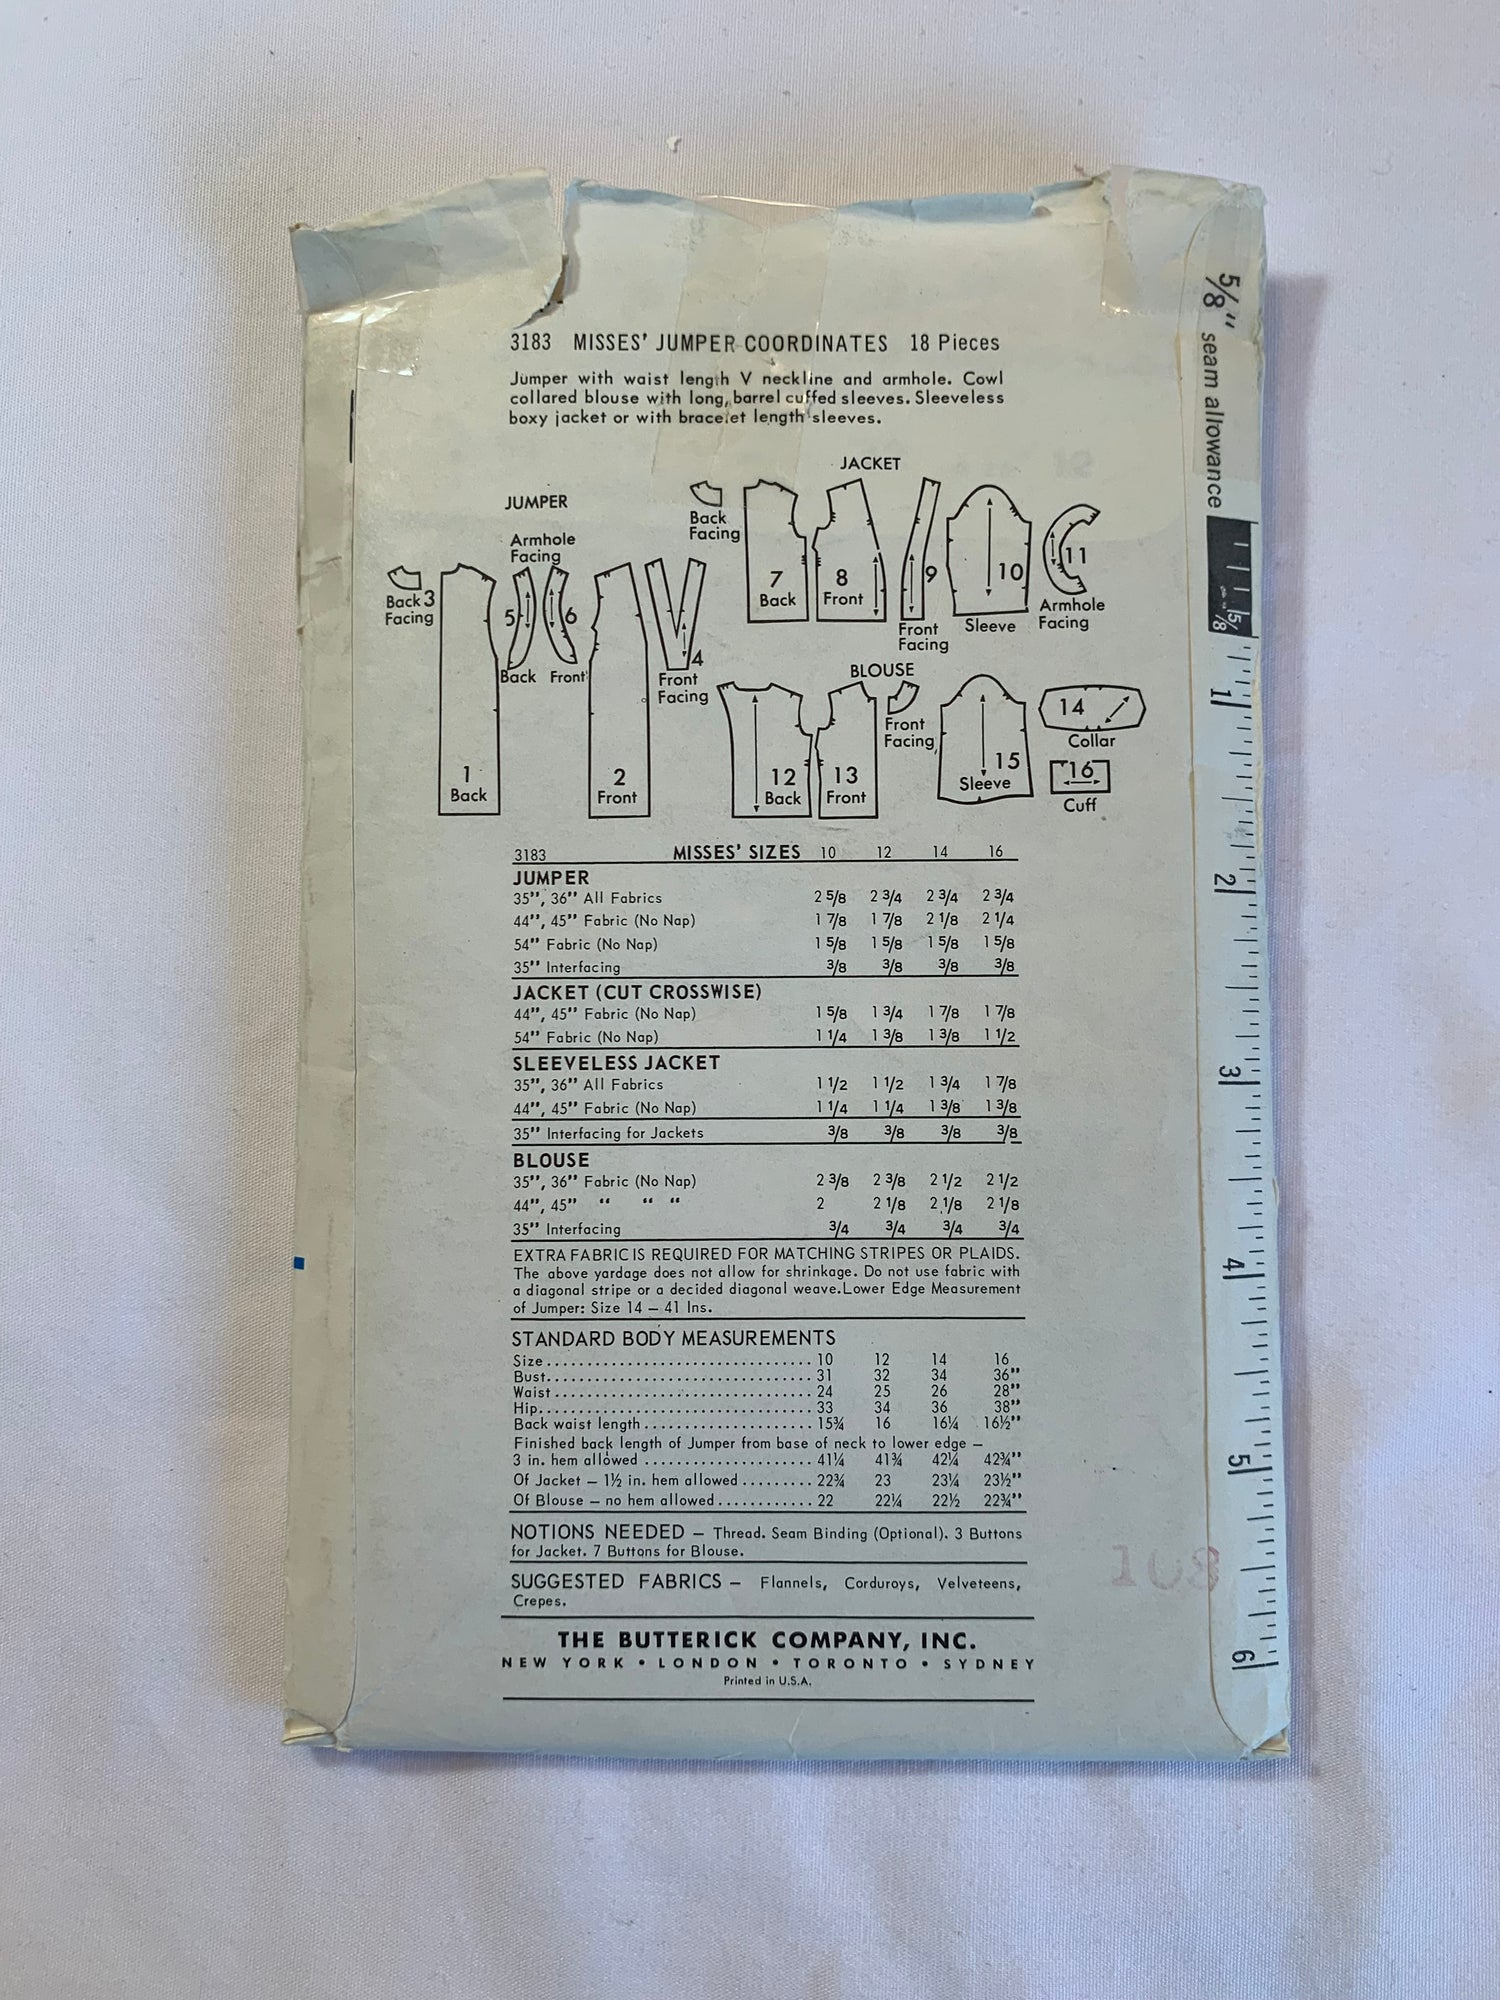 3183 MISSES' JUMPER COORDINATES 18 Pieces
Jumper with waist length V neckline and armhole. Cowl
collared blouse with long, barrel cuffed sleeves. Sleeveless
boxy jacket or with bracelet length sleeves.
JUMPER
Back 3
Facing
Armhole
Facing
5
6
Back Front
4
Front
Facing
1
Back
2
Front
JACKET
Back
Facing
7
Back
8
Front
9
Front
Facing
10
Sleeve
11
Armhole
Facing
BLOUSE
12
Back
13
Front
Front
Facing
15
Sleeve
14
Collar
16
Cuff
3183 MISSES' SIZES 10 12 14 16
JUMPER
35", 36" All Fabrics 2 5/8 2 3/4 2 3/4 2 3/4
44", 45" Fabric (No Nap) 1 7/8 1 7/8 2 1/8 2 1/4
54" Fabric (No Nap) 1 5/8 1 5/8 1 5/8 1 5/8
35" Interfacing 3/8 3/8 3/8 3/8
JACKET (CUT CROSSWISE)
44", 45" Fabric (No Nap) 1 5/8 1 3/4 1 7/8 1 7/8
54" Fabric (No Nap) 1 1/4 1 3/8 1 3/8 1 1/2
SLEEVELESS JACKET
35", 36" All Fabrics 1 1/2 1 1/2 1 3/4 1 7/8
44", 45" Fabric (No Nap) 1 1/4 1 1/4 1 3/8 1 3/8
35" Interfacing for Jackets 3/8 3/8 3/8 3/8
BLOUSE
35", 36" Fabric (No Nap) 2 3/8 2 3/8 2 1/2 2 1/2
44", 45" " " " 2 2 1/8 2 1/8 2 1/8
35" Interfacing 3/4 3/4 3/4 3/4
EXTRA FABRIC IS REQUIRED FOR MATCHING STRIPES OR PLAIDS.
The above yardage does not allow for shrinkage. Do not use fabric with
a diagonal stripe or a decided diagonal weave. Lower Edge Measurement
of Jumper: Size 14 – 41 Ins.
STANDARD BODY MEASUREMENTS
Size 10 12 14 16
Bust 31 32 34 36"
Waist 24 25 26 28"
Hip 33 34 36 38"
Back waist length 15¾ 16 16¼ 16½"
Finished back length of Jumper from base of neck to lower edge –
3 in. hem allowed 41¼ 41¾ 42¼ 42¾"
Of Jacket – 1½ in. hem allowed 22¾ 23 23¼ 23½"
Of Blouse – no hem allowed 22 22¼ 22½ 22¾"
NOTIONS NEEDED – Thread. Seam Binding (Optional). 3 Buttons
for Jacket. 7 Buttons for Blouse.
SUGGESTED FABRICS – Flannels, Corduroys, Velveteens,
Crepes.
THE BUTTERICK COMPANY, INC.
NEW YORK • LONDON • TORONTO • SYDNEY
Printed in U.S.A.
5/8" seam allowance
5/8
1
2
3
4
5
6
108